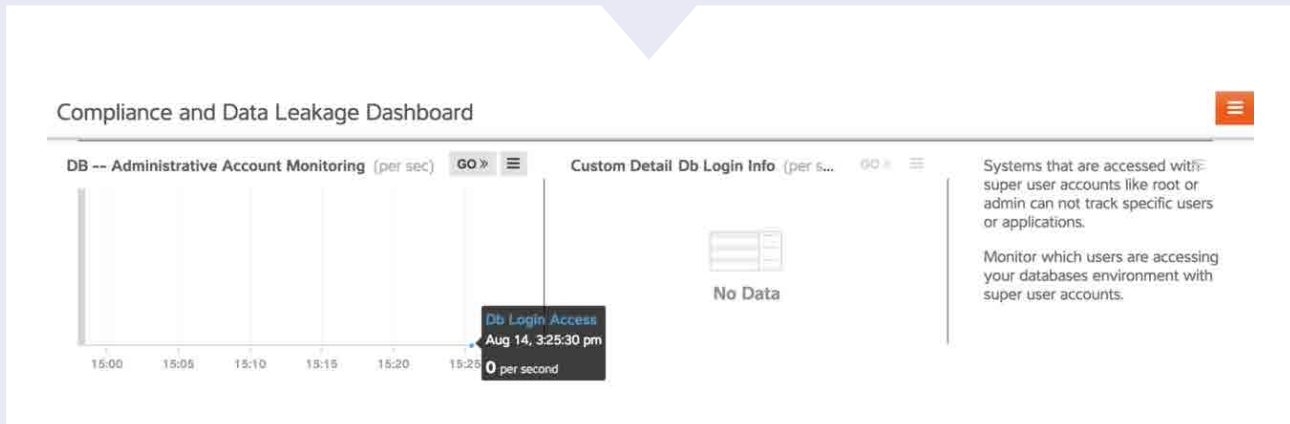 Compliance and Data Leakage Dashboard
DB -- Administrative Account Monitoring (per sec) GO »
Custom Detail Db Login Info (per s... GO »
No Data
Db Login Access
Aug 14, 3:25:30 pm
0 per second
15:00 15:05 15:10 15:15 15:20 15:25
Systems that are accessed with
super user accounts like root or
admin can not track specific users
or applications.
Monitor which users are accessing
your databases environment with
super user accounts.